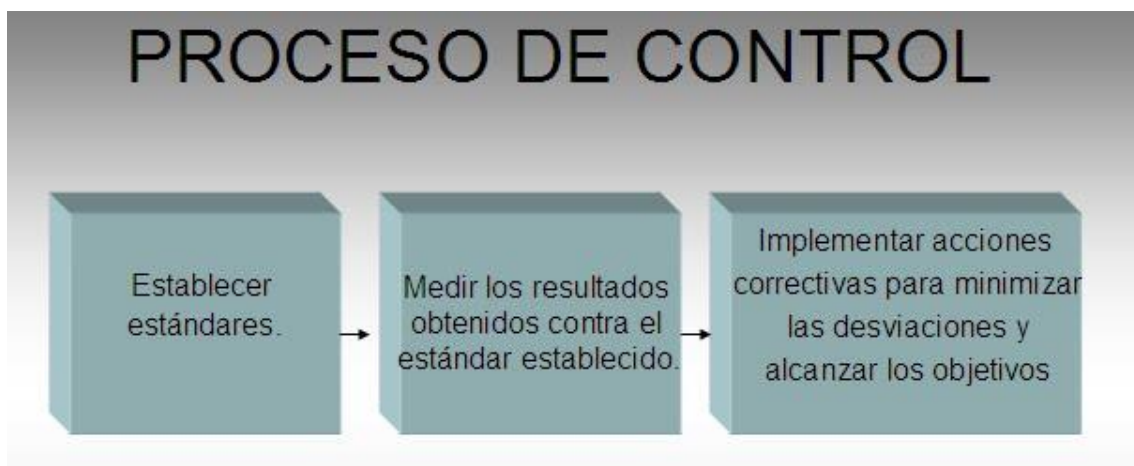 PROCESO DE CONTROL
Establecer
estándares.
Medir los resultados
obtenidos contra el
estándar establecido.
Implementar acciones
correctivas para minimizar
las desviaciones y
alcanzar los objetivos